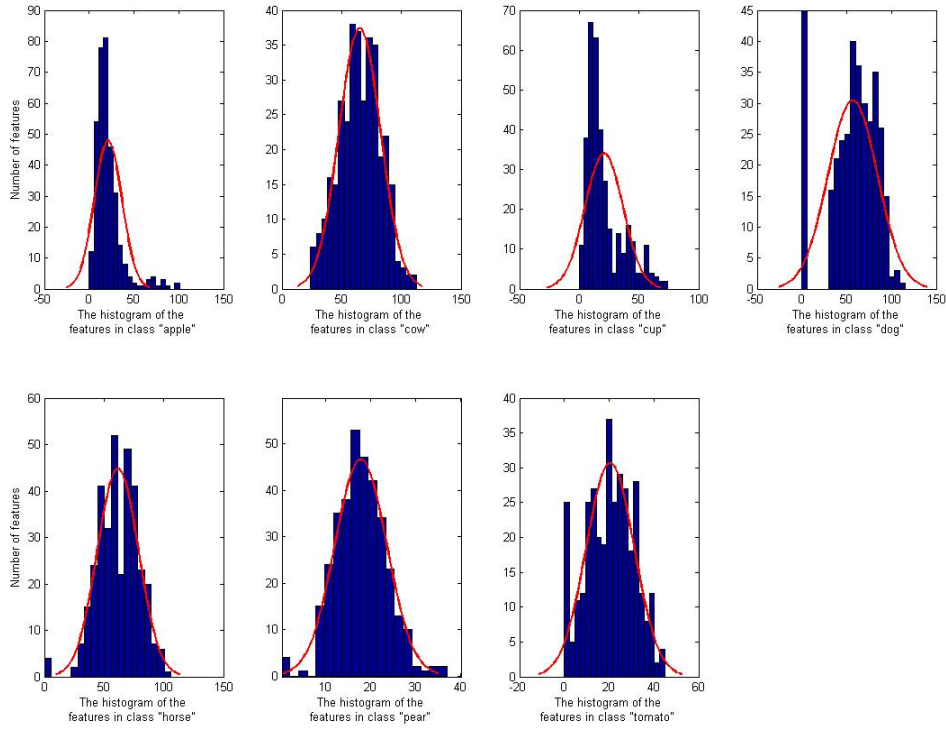 90
80
70
60
50
40
30
20
10
0
-50 0 50 100 150
Number of features
The histogram of the
features in class "apple"
40
35
30
25
20
15
10
5
0
0 50 100 150
The histogram of the
features in class "cow"
70
60
50
40
30
20
10
0
-50 0 50 100
The histogram of the
features in class "cup"
45
40
35
30
25
20
15
10
5
0
-50 0 50 100 150
The histogram of the
features in class "dog"
60
50
40
30
20
10
0
0 50 100 150
Number of features
The histogram of the
features in class "horse"
50
40
30
20
10
0
10 20 30 40
The histogram of the
features in class "pear"
40
35
30
25
20
15
10
5
0
-20 0 20 40 60
The histogram of the
features in class "tomato"